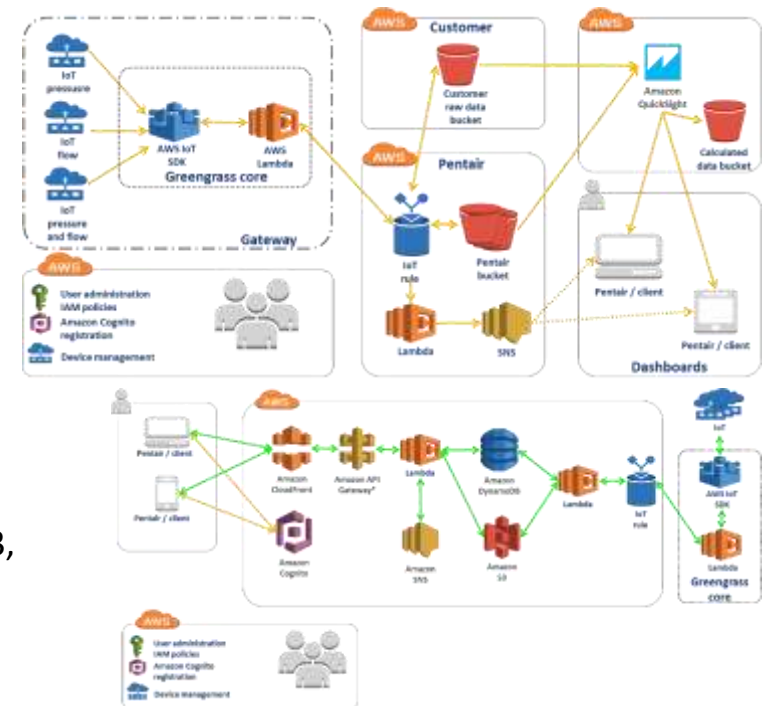 AWS
Customer
AWS
IoT
pressusre
Customer
raw data
bucket
Amazon
QuickSight
IoT
flow
AWS IoT
SDK
AWS
Lambda
Greengrass core
AWS
Pentair
Calculated
data bucket
IoT
pressure
and flow
Gateway
IoT
rule
Pentair
bucket
AWS
User administration
IAM policies
Amazon Cognito
registration
Device management
Lambda
SNS
Pentair / client
Pentair / client
Dashboards
AWS
Pentair / client
Pentair / client
Amazon
CloudFront
Amazon API
Gateway*
Lambda
Amazon
DynamoDB
Lambda
IoT
rule
IoT
AWS IoT
SDK
Lambda
Greengrass
core
Amazon
Cognito
Amazon
SNS
Amazon
S3
3,
AWS
User administration
IAM policies
Amazon Cognito
registration
Device management